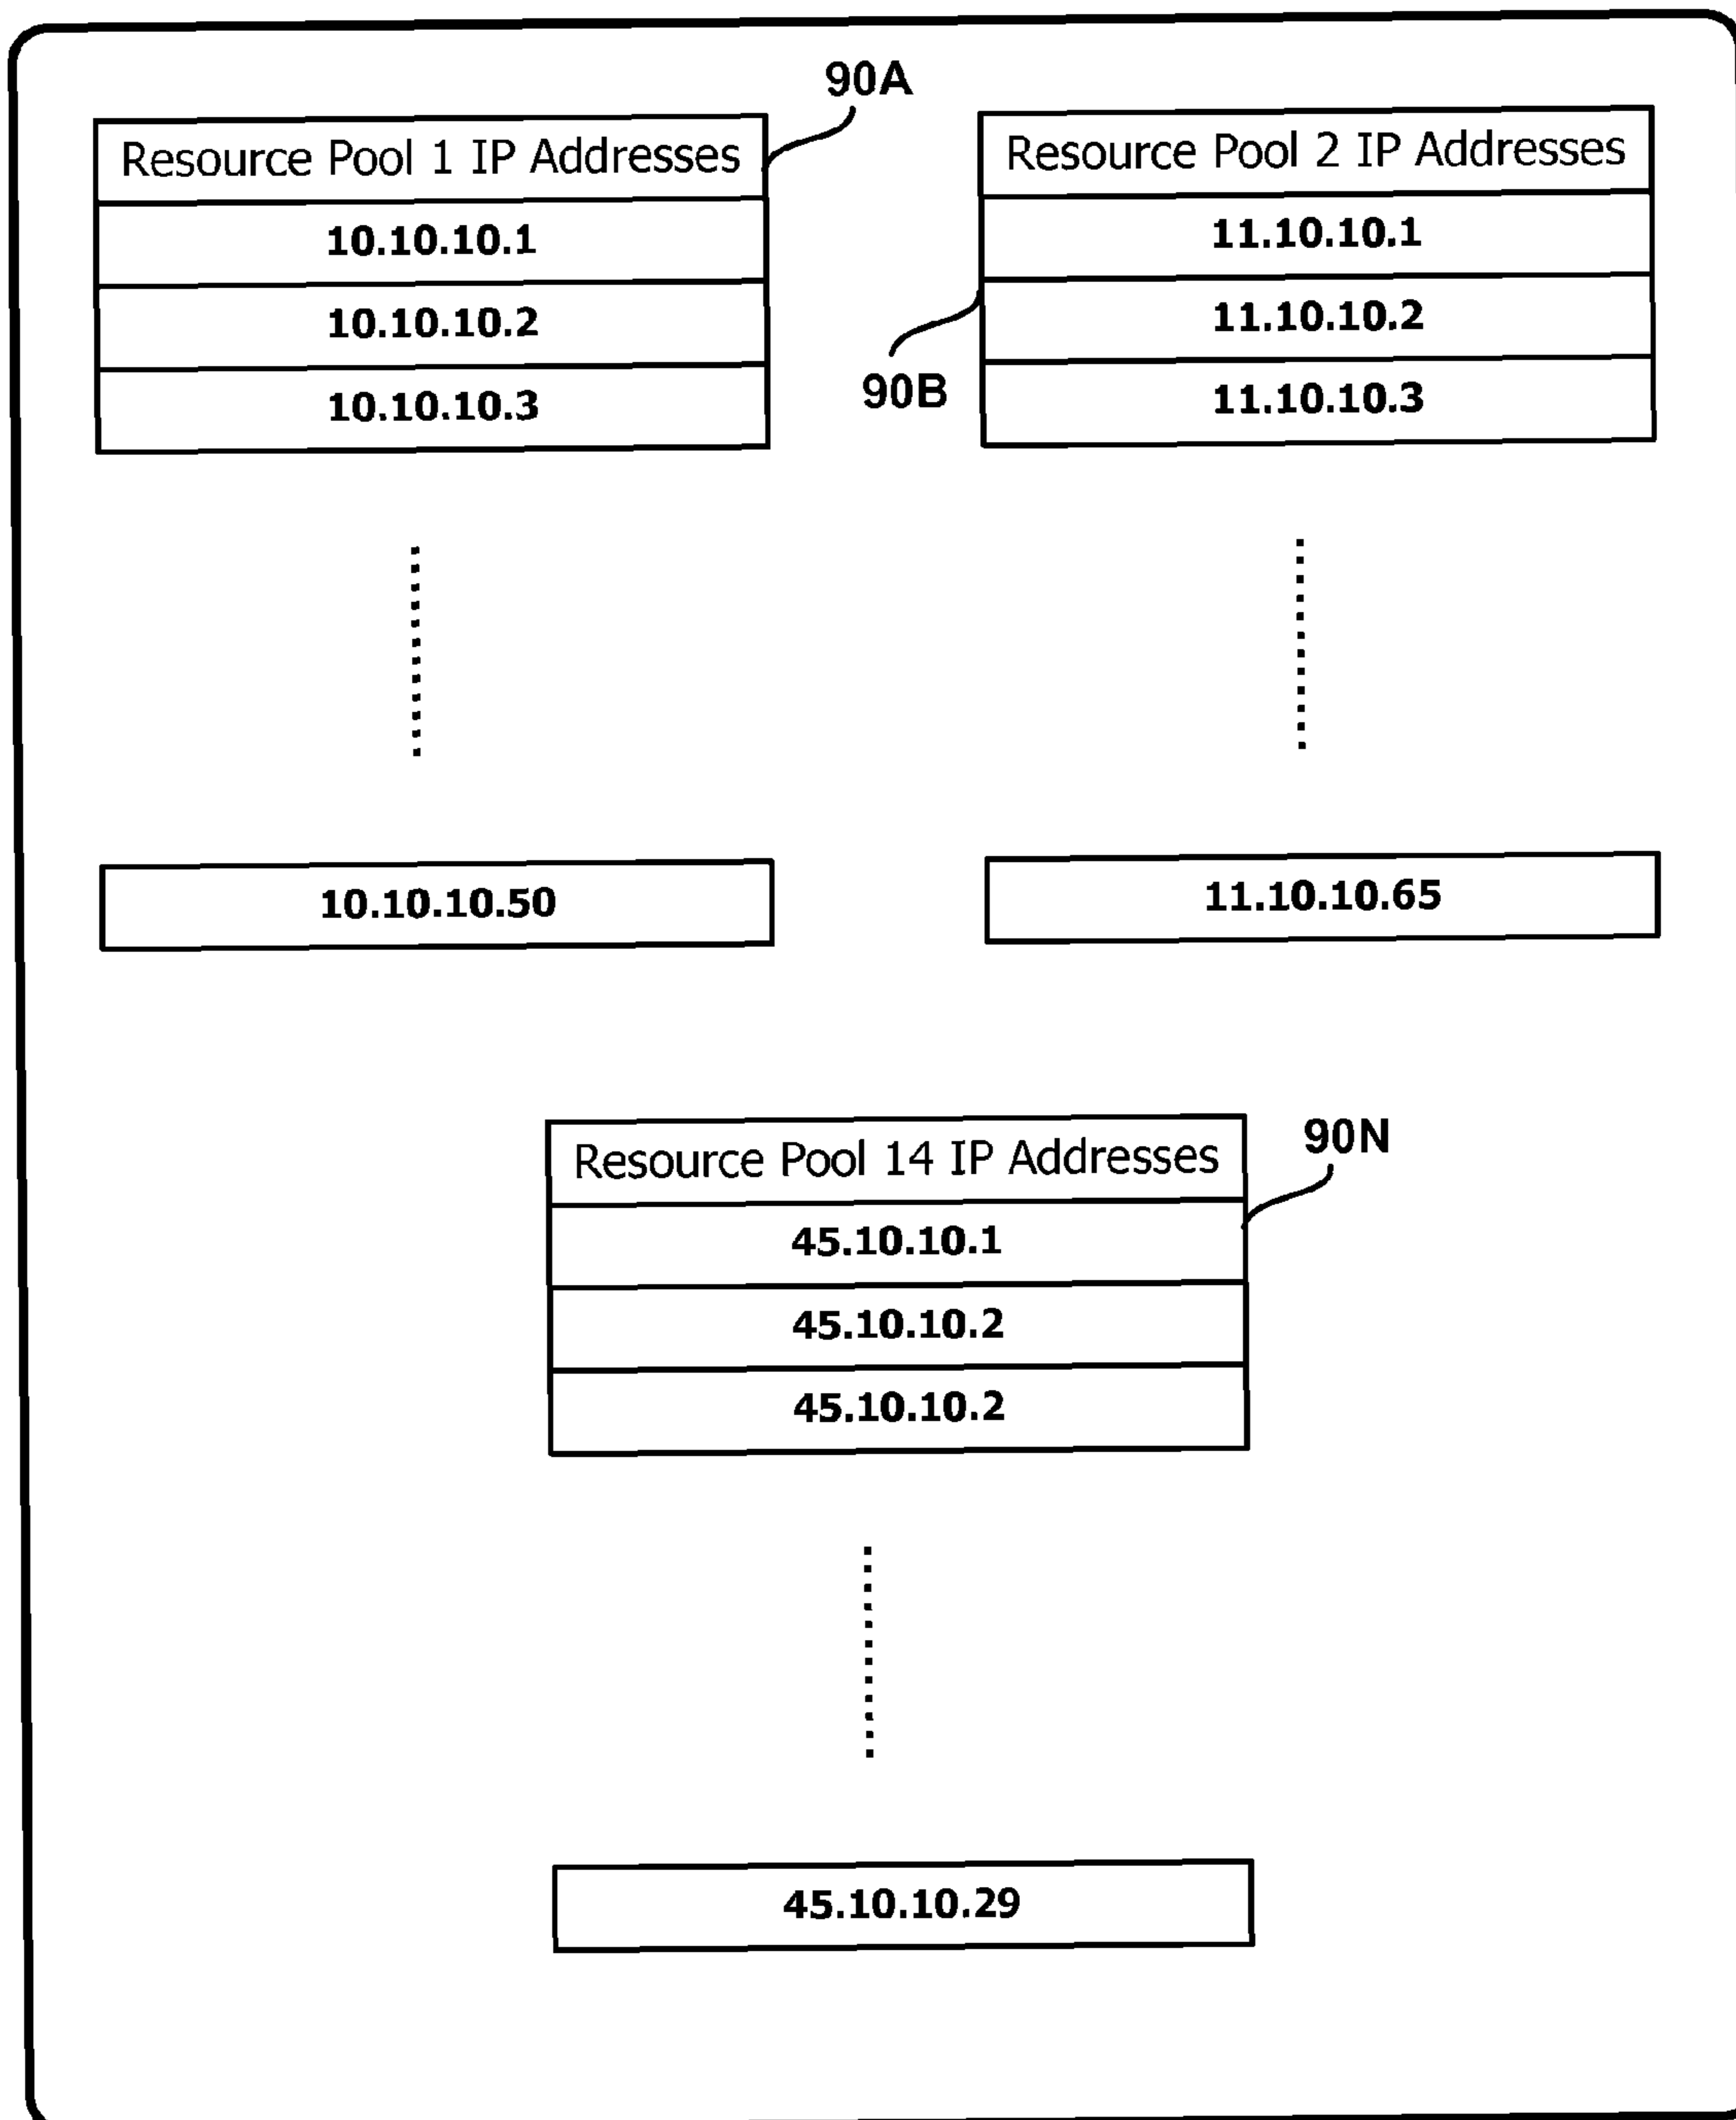 90A
Resource Pool 1 IP Addresses
10.10.10.1
10.10.10.2
10.10.10.3
10.10.10.50
Resource Pool 2 IP Addresses
11.10.10.1
11.10.10.2
11.10.10.3
90B
11.10.10.65
Resource Pool 14 IP Addresses
90N
45.10.10.1
45.10.10.2
45.10.10.2
45.10.10.29